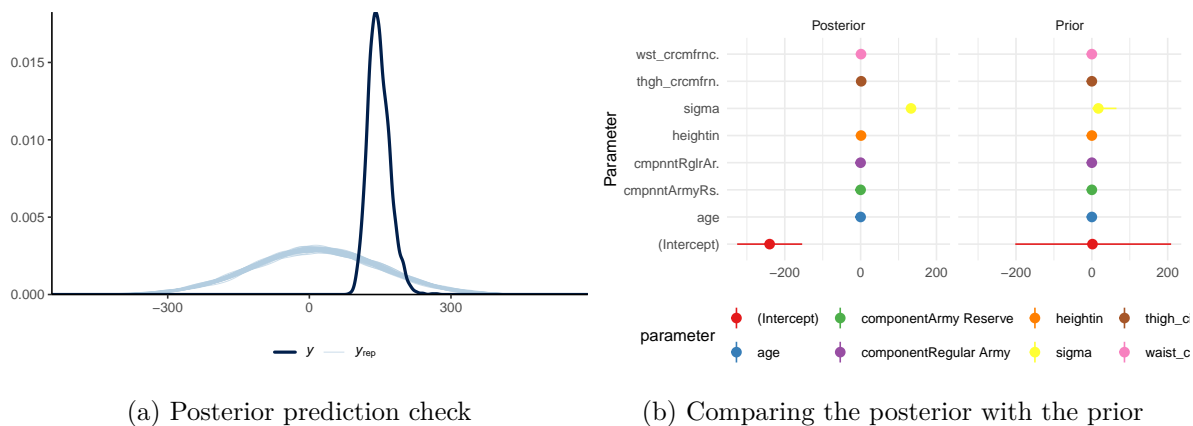 Posterior Prior
0.015
0.010
0.005
0.000
−300 0 300
y yrep
Parameter
wst_crcmfrnc.
thgh_crcmfrn.
sigma
heightin
cmpnntRglrAr.
cmpnntArmyRs.
age
(Intercept)
−200 0 200 −200 0 200
parameter
(Intercept) componentArmy Reserve heightin thigh_ci
age componentRegular Army sigma waist_c
(a) Posterior prediction check
(b) Comparing the posterior with the prior